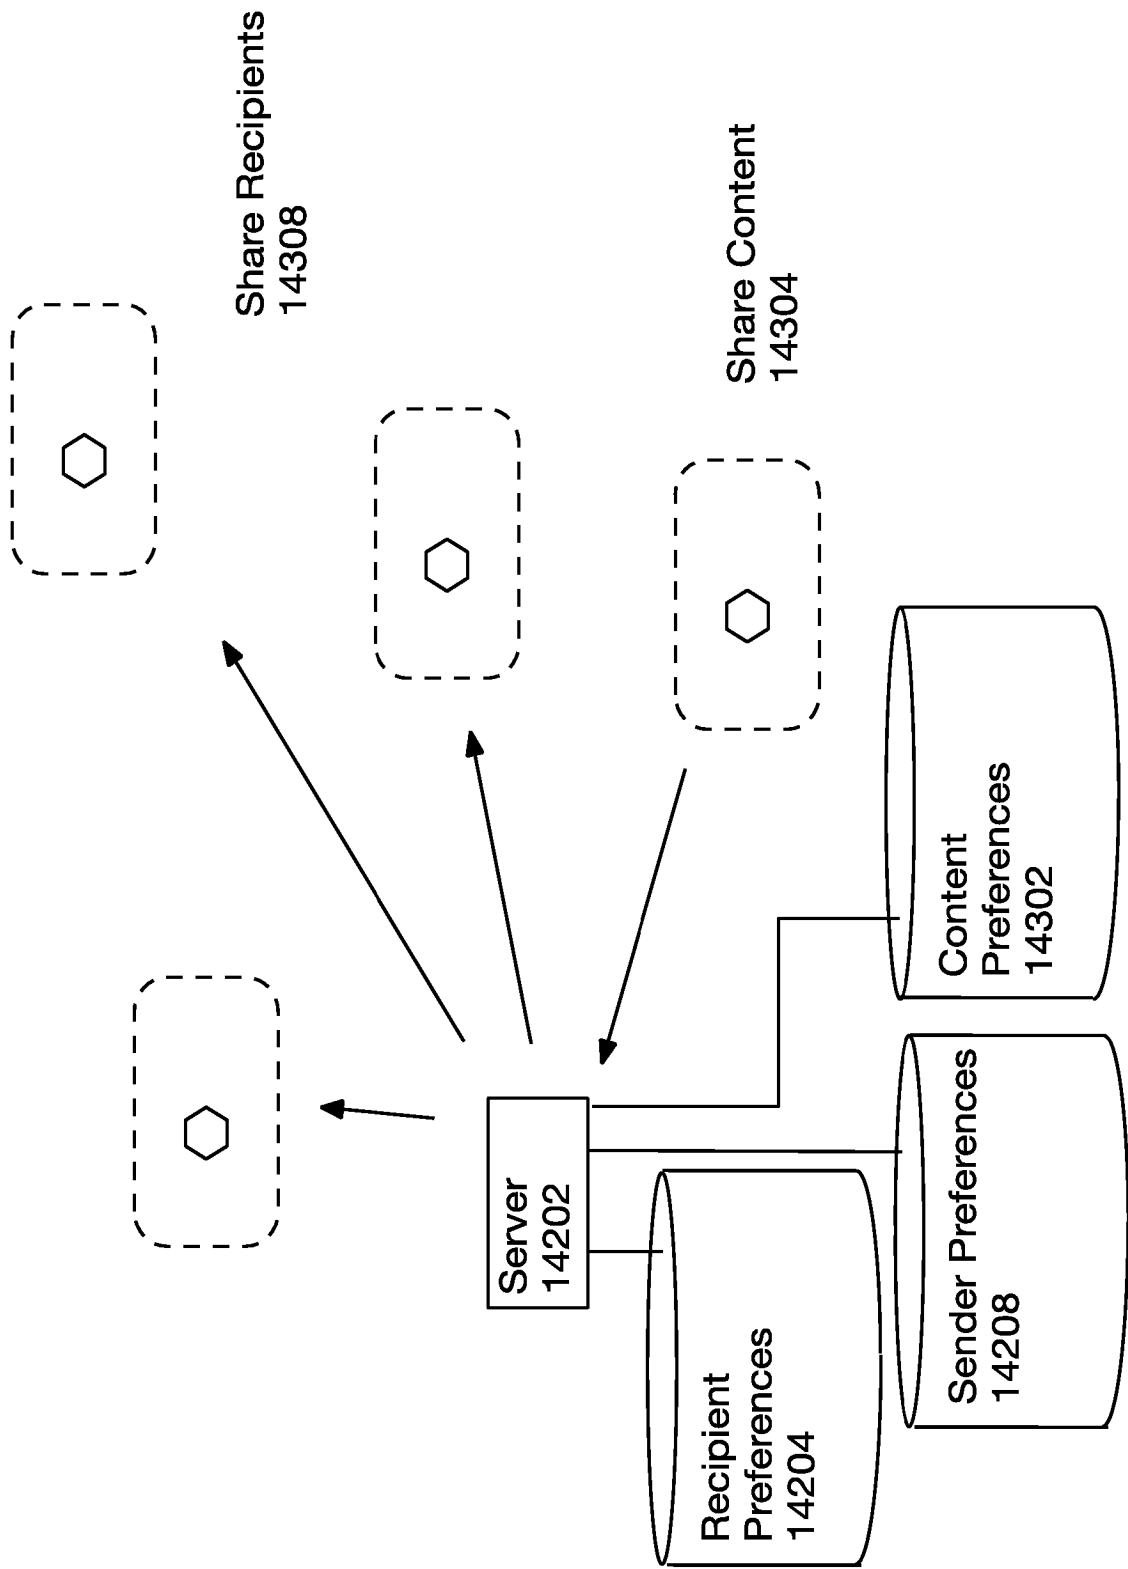 Share Recipients
14308
Share Content
14304
Server
14202
Recipient
Preferences
14204
Sender Preferences
14208
Content
Preferences
14302